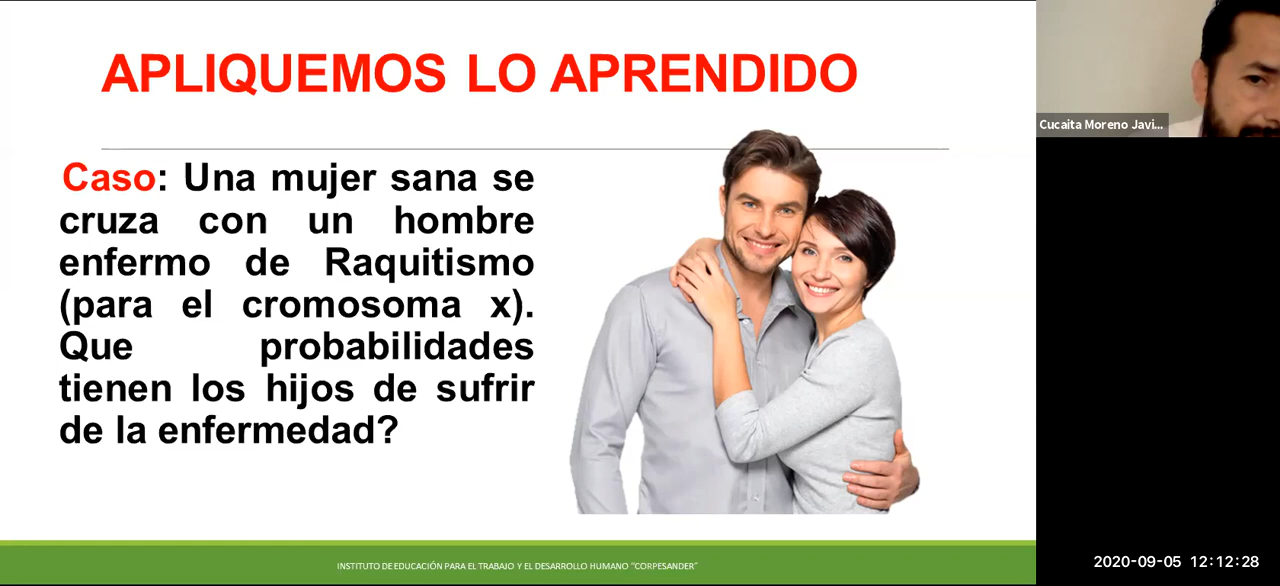 APLIQUEMOS LO APRENDIDO
Caso: Una mujer sana se
cruza con un hombre
enfermo de Raquitismo
(para el cromosoma x).
Que probabilidades
tienen los hijos de sufrir
de la enfermedad?
INSTITUTO DE EDUCACIÓN PARA EL TRABAJO Y EL DESARROLLO HUMANO “CORPESANDER”
Cucaita Moreno Javi...
2020-09-05 12:12:28